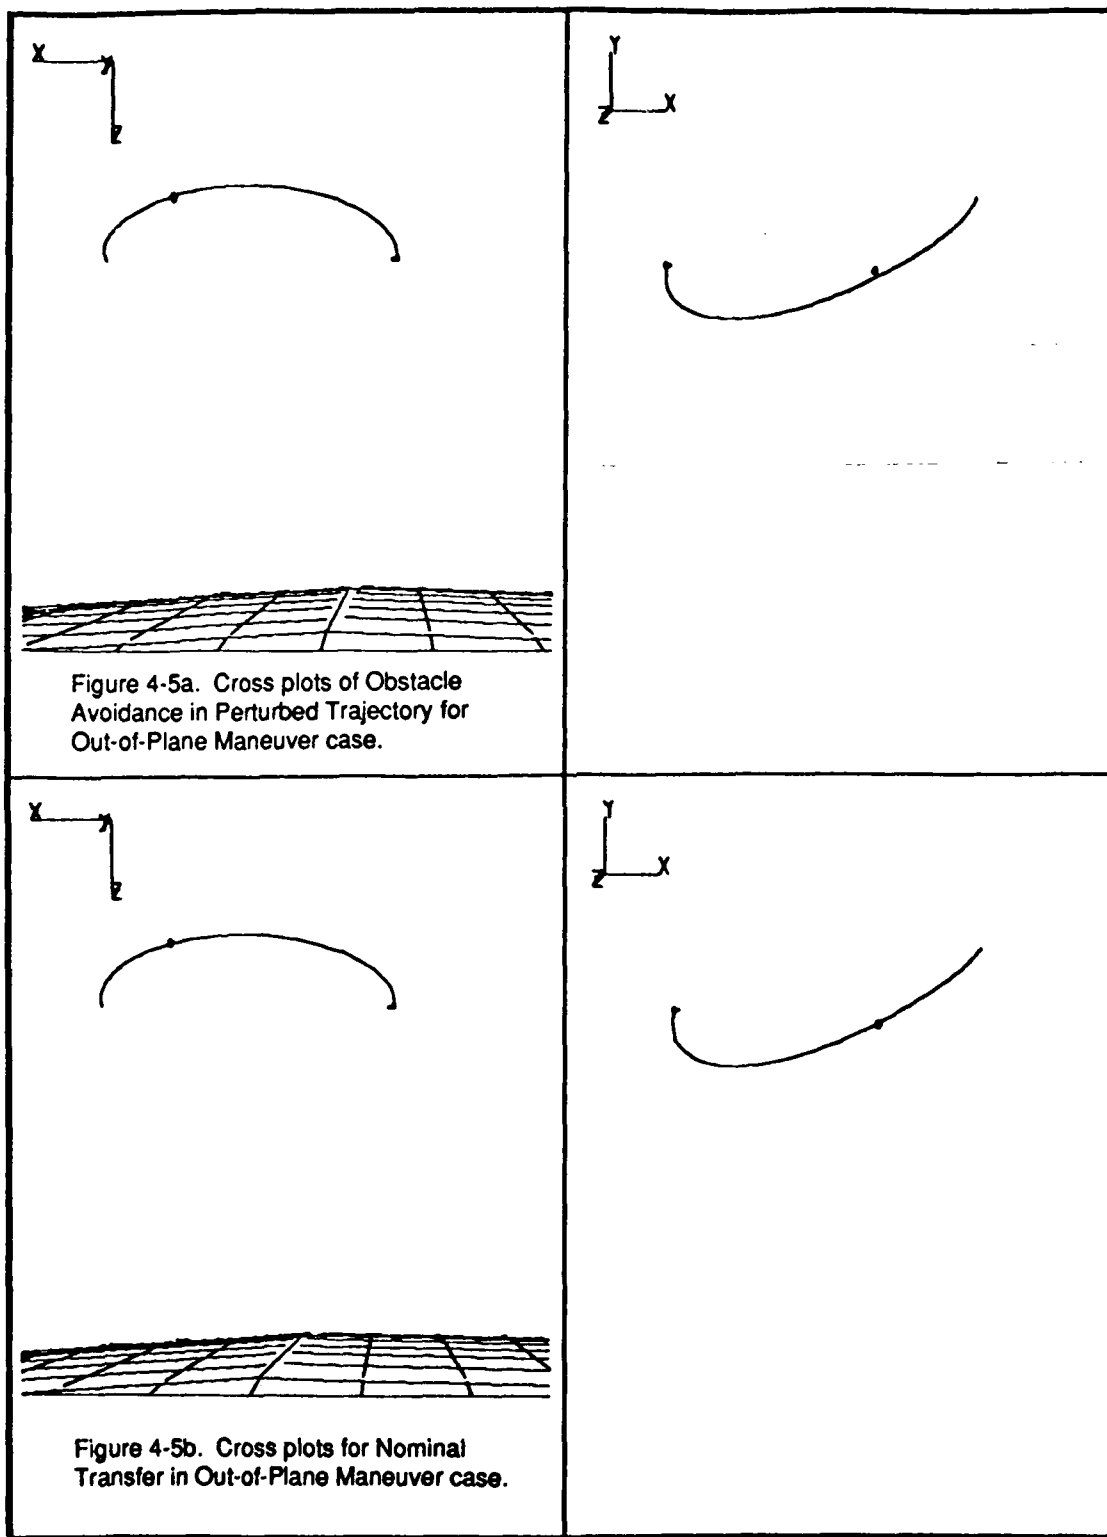 X y
Z
Y
Z X
Figure 4-5a. Cross plots of Obstacle
Avoidance in Perturbed Trajectory for
Out-of-Plane Maneuver case.
X y
Z
Y
Z X
Figure 4-5b. Cross plots for Nominal
Transfer in Out-of-Plane Maneuver case.